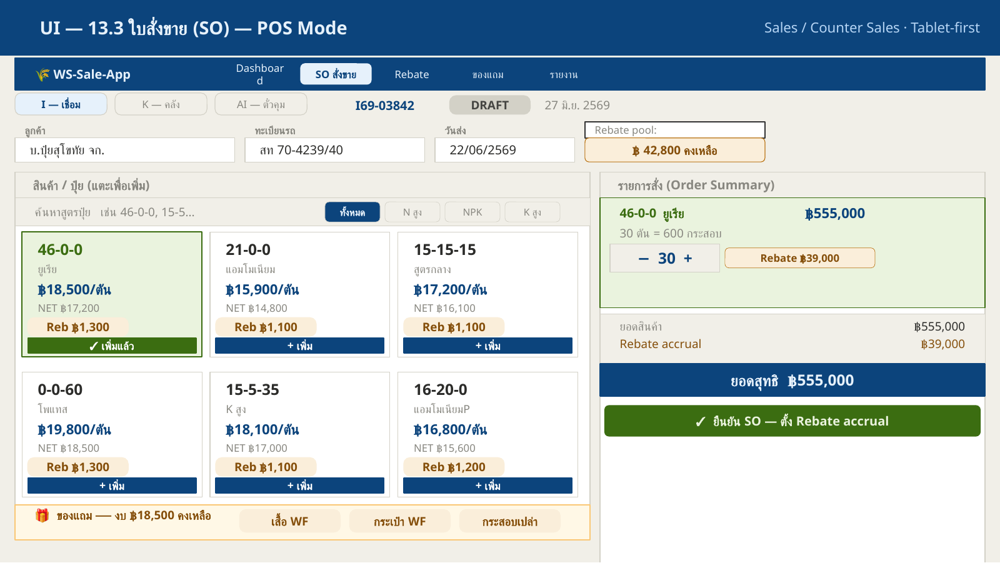 UI — 13.3 ใบสั่งขาย (SO) — POS Mode
Sales / Counter Sales · Tablet-first
🌾 WS-Sale-App
Dashboar
d
SO สั่งขาย
Rebate
ของแถม
รายงาน
I — เชื่อม
K — คลัง
AI — ตั๋วคุม
I69-03842
DRAFT
27 มิ.ย. 2569
ลูกค้า
ทะเบียนรถ
วันส่ง
Rebate pool:
บ.ปุ๋ยสุโขทัย จก.
สท 70-4239/40
22/06/2569
฿ 42,800 คงเหลือ
สินค้า / ปุ๋ย (แตะเพื่อเพิ่ม)
ค้นหาสูตรปุ๋ย เช่น 46-0-0, 15-5...
ทั้งหมด
N สูง
NPK
K สูง
46-0-0
ยูเรีย
฿18,500/ตัน
NET ฿17,200
Reb ฿1,300
✓ เพิ่มแล้ว
21-0-0
แอมโมเนียม
฿15,900/ตัน
NET ฿14,800
Reb ฿1,100
+ เพิ่ม
15-15-15
สูตรกลาง
฿17,200/ตัน
NET ฿16,100
Reb ฿1,100
+ เพิ่ม
0-0-60
โพแทส
฿19,800/ตัน
NET ฿18,500
Reb ฿1,300
+ เพิ่ม
15-5-35
K สูง
฿18,100/ตัน
NET ฿17,000
Reb ฿1,100
+ เพิ่ม
16-20-0
แอมโมเนียมP
฿16,800/ตัน
NET ฿15,600
Reb ฿1,200
+ เพิ่ม
🎁 ของแถม — งบ ฿18,500 คงเหลือ
เสื้อ WF
กระเป๋า WF
กระสอบเปล่า
รายการสั่ง (Order Summary)
46-0-0 ยูเรีย
฿555,000
30 ตัน = 600 กระสอบ
− 30 +
Rebate ฿39,000
ยอดสินค้า
฿555,000
Rebate accrual
฿39,000
ยอดสุทธิ ฿555,000
✓ ยืนยัน SO — ตั้ง Rebate accrual